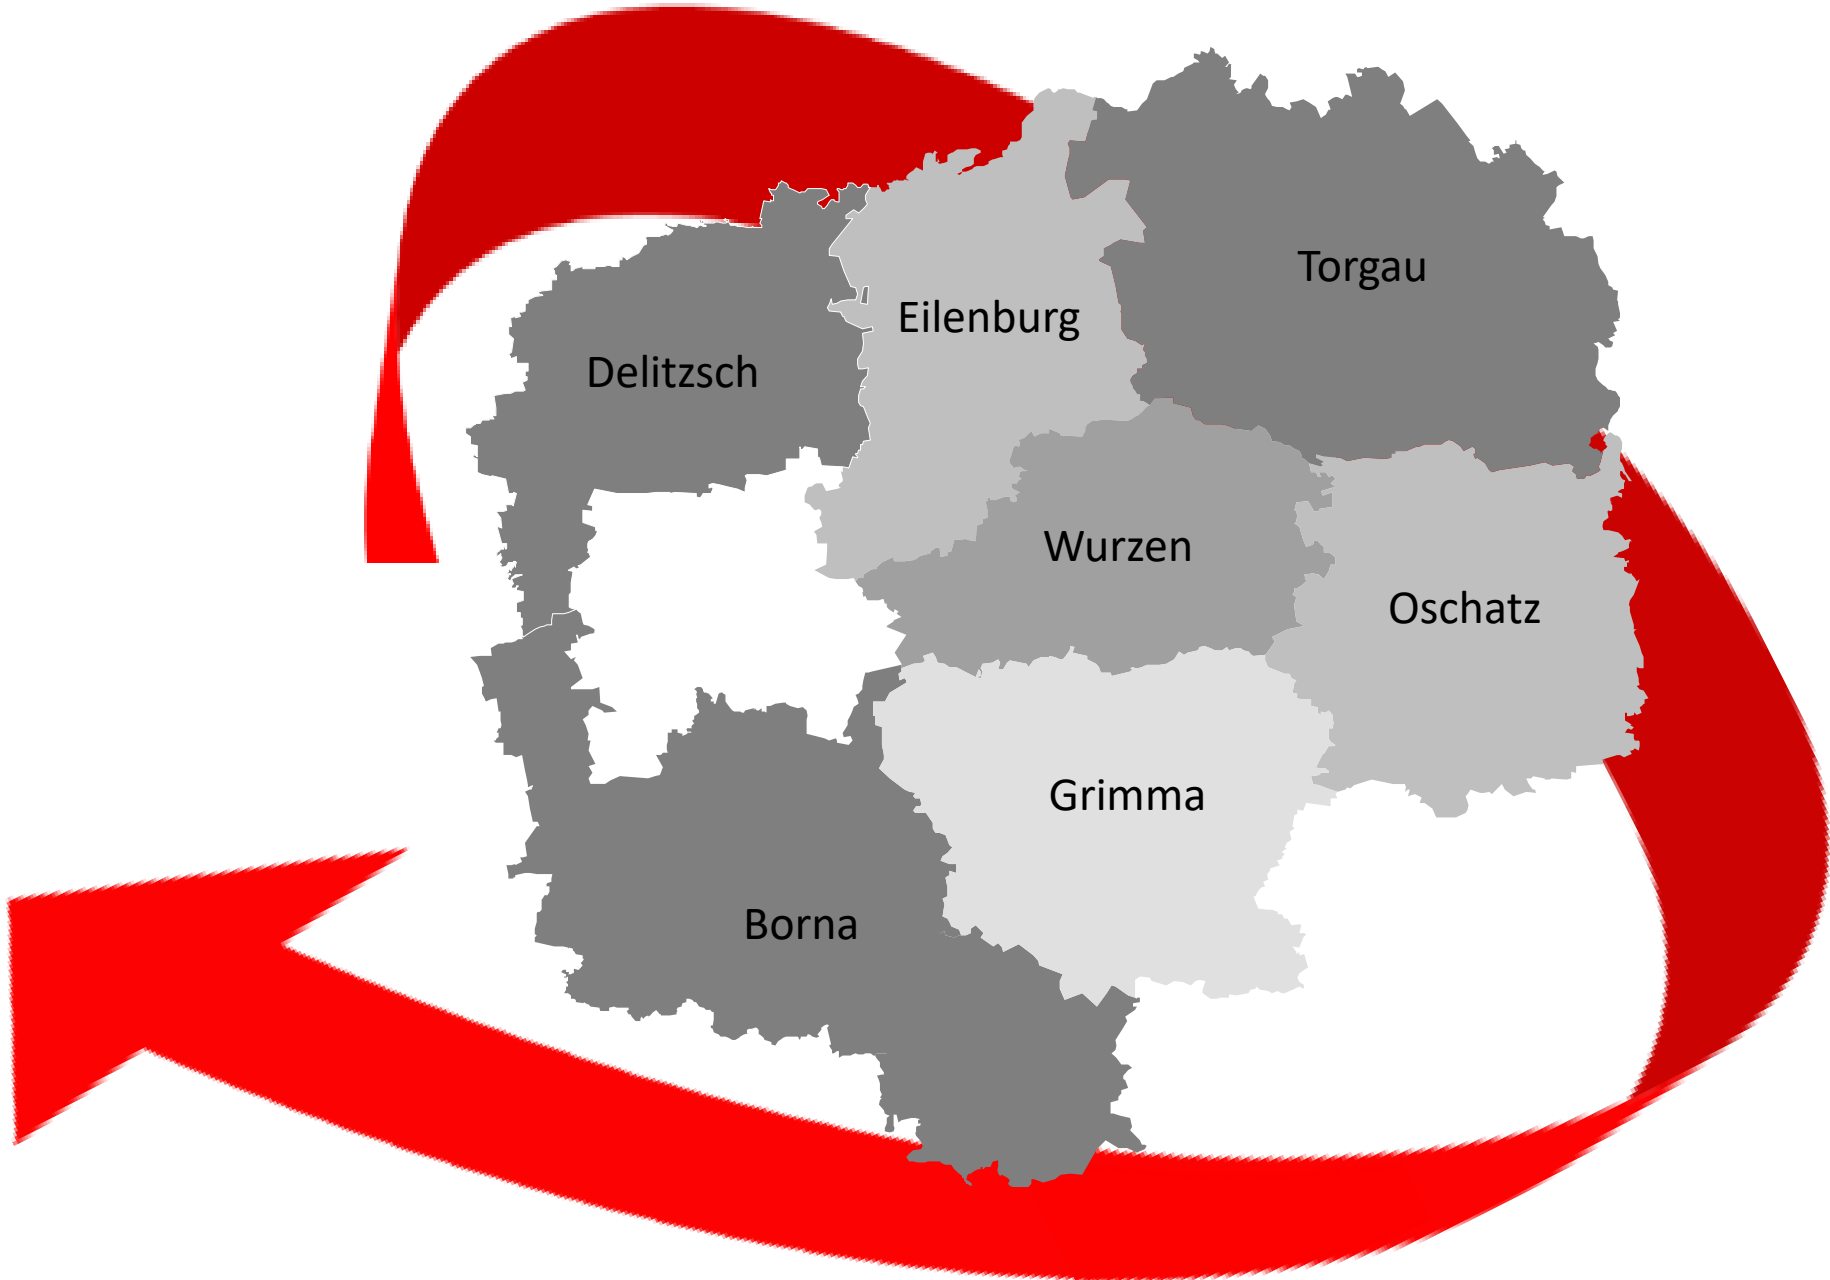 Torgau
Eilenburg
Delitzsch
Wurzen
Oschatz
Grimma
Borna